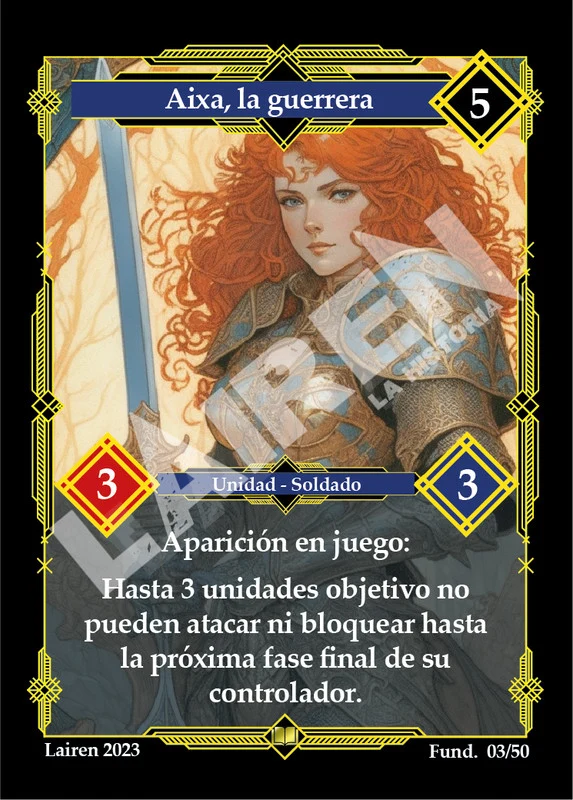 Aixa, la guerrera
5
LAIREN
LA HISTORIA
3
Unidad - Soldado
3
Aparición en juego:
Hasta 3 unidades objetivo no
pueden atacar ni bloquear hasta
la próxima fase final de su
controlador.
Lairen 2023
Fund. 03/50